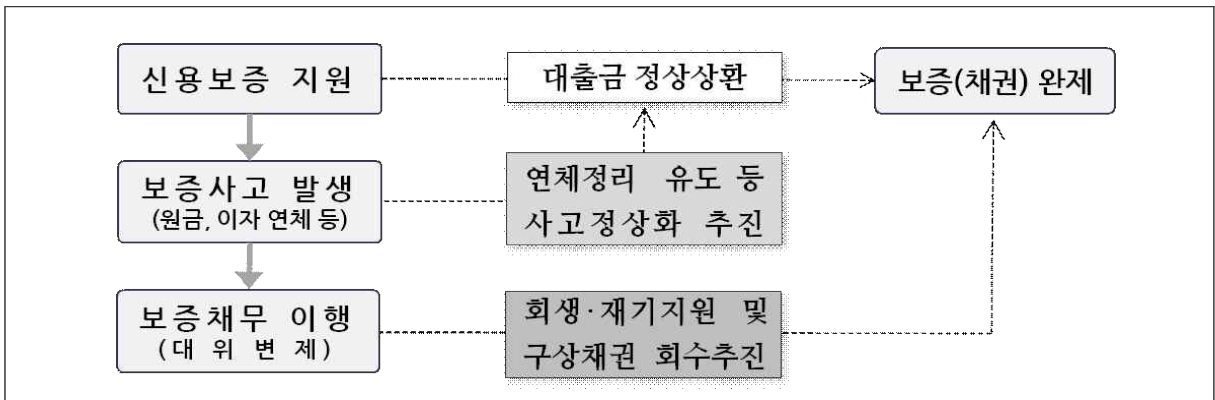 신용보증 지원
대출금 정상상환
보증(채권) 완제
보증사고 발생
(원금, 이자 연체 등)
연체정리 유도 등
사고정상화 추진
보증채무 이행
(대 위 변 제)
회생·재기지원 및
구상채권 회수추진